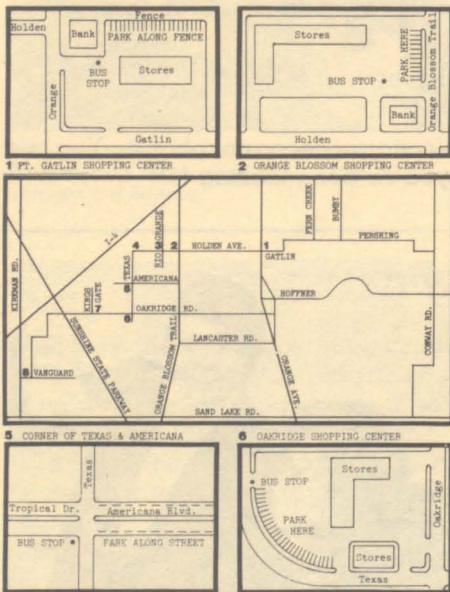 Fence
Holden
Bank
PARK ALONG FENCE
BUS STOP
Stores
Orange
Gatlin
1 FT. GATLIN SHOPPING CENTER
Stores
BUS STOP
PARK HERE
Orange Blossom Trail
Bank
Holden
2 ORANGE BLOSSOM SHOPPING CENTER
KIRKMAN RD.
I-4
4
3
2
HOLDEN AVE.
1
FERN CREEK
BUMBY
PERSHING
GATLIN
TEXAS
RIO GRANDE
AMERICANA
5
HOFFNER
KINGS GATE
7
OAKRIDGE RD.
6
LANCASTER RD.
CONWAY RD.
8 VANGUARD
SUNSHINE STATE PARKWAY
ORANGE BLOSSOM TRAIL
ORANGE AVE.
SAND LAKE RD.
5 CORNER OF TEXAS & AMERICANA
Texas
Tropical Dr.
Americana Blvd.
BUS STOP
PARK ALONG STREET
6 OAKRIDGE SHOPPING CENTER
BUS STOP
Stores
PARK HERE
Oakridge
Stores
Texas